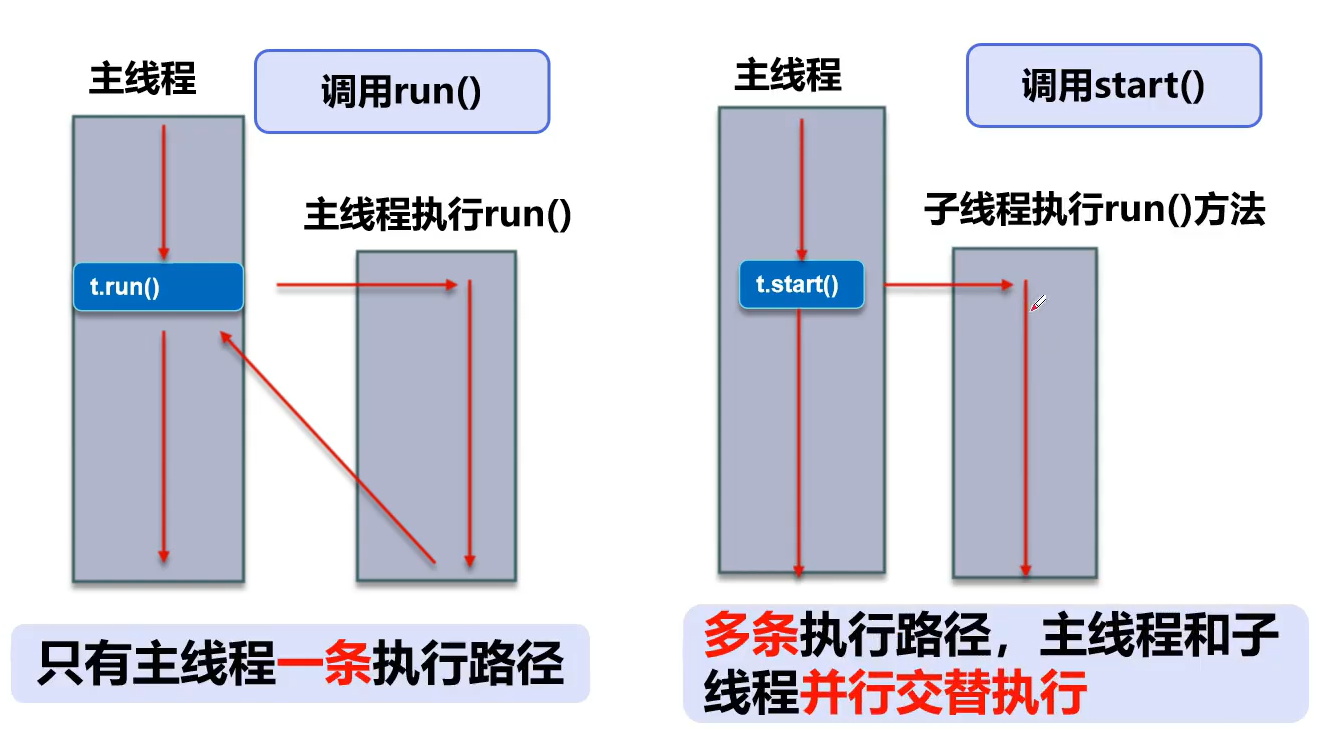 主线程
调用run()
主线程执行run()
t.run()
只有主线程一条执行路径
主线程
调用start()
子线程执行run()方法
t.start()
多条执行路径，主线程和子
线程并行交替执行